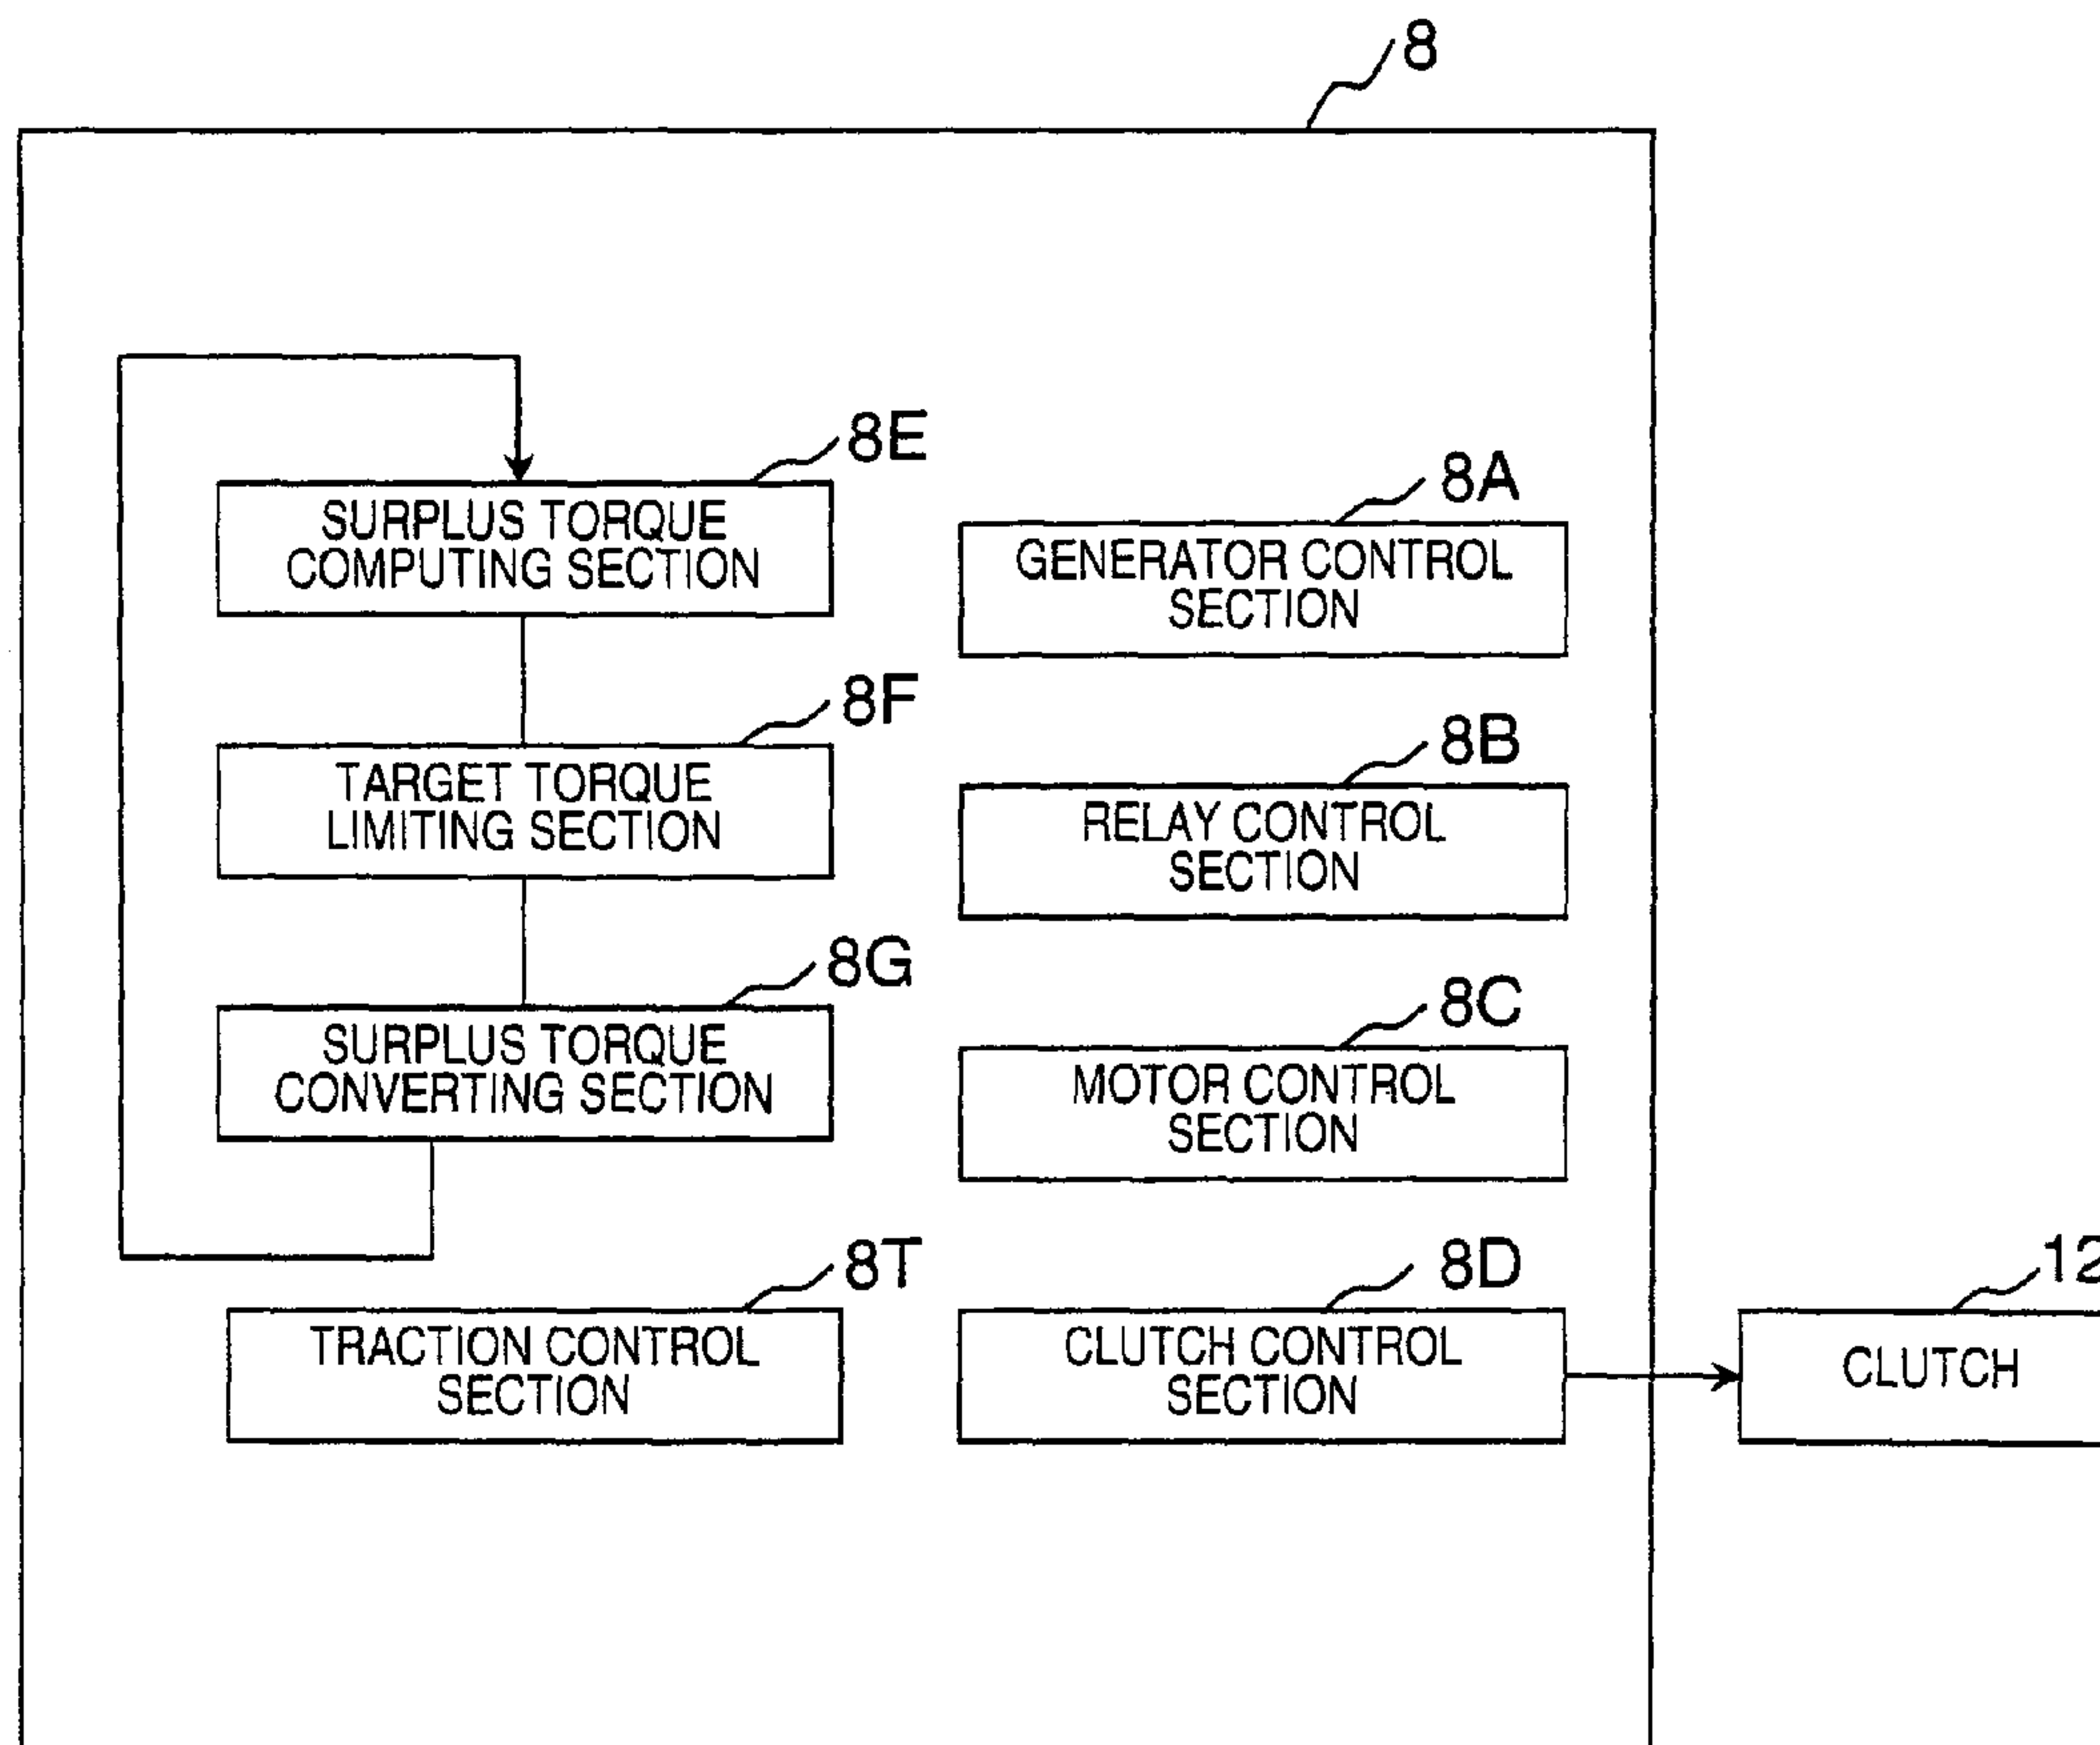 8
8E
SURPLUS TORQUE
COMPUTING SECTION
8A
GENERATOR CONTROL
SECTION
8F
TARGET TORQUE
LIMITING SECTION
8B
RELAY CONTROL
SECTION
8G
SURPLUS TORQUE
CONVERTING SECTION
8C
MOTOR CONTROL
SECTION
8T
TRACTION CONTROL
SECTION
8D
CLUTCH CONTROL
SECTION
12
CLUTCH